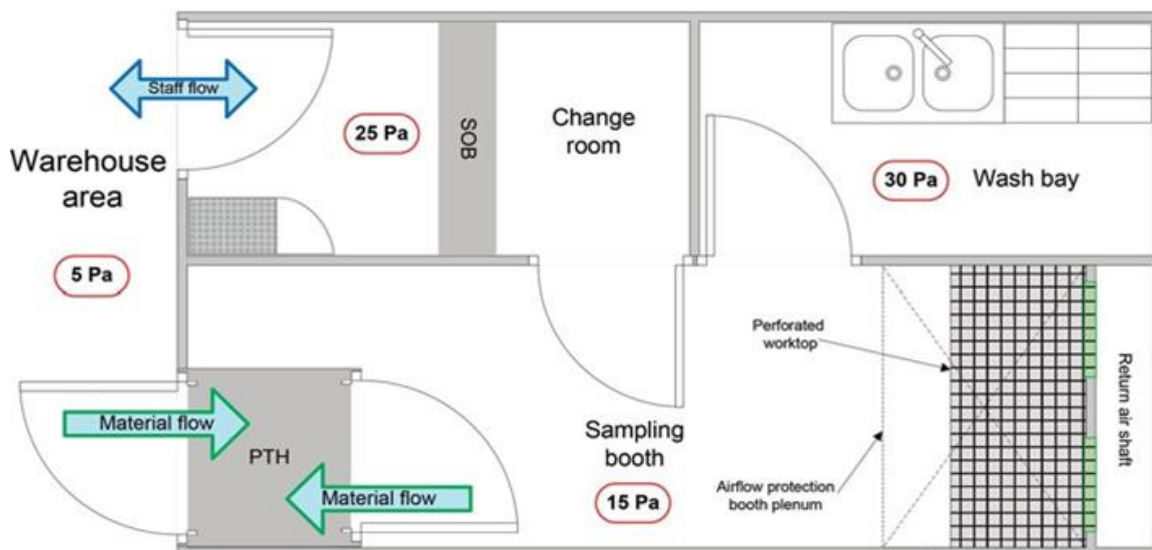 Staff flow
Warehouse
area
5 Pa
25 Pa
SOB
Change
room
30 Pa
Wash bay
Material flow
PTH
Material flow
Sampling
booth
15 Pa
Perforated
worktop
Airflow protection
booth plenum
Return air shaft